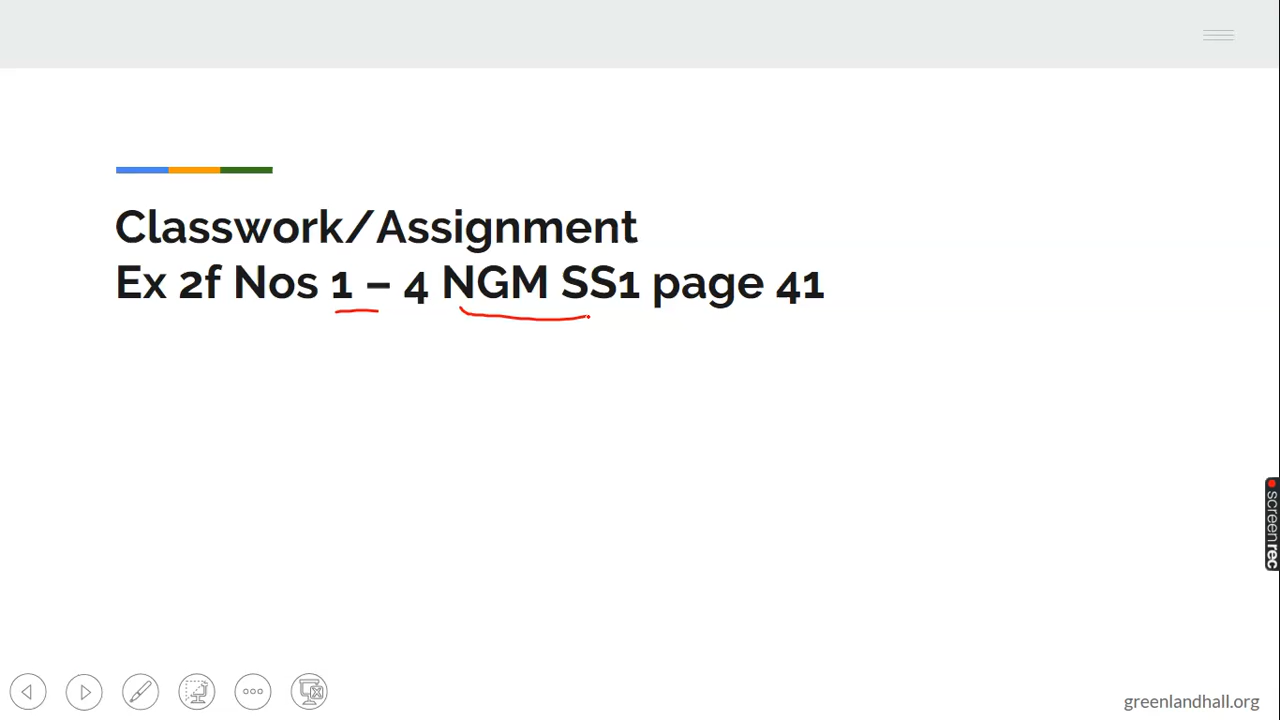 Classwork/Assignment
Ex 2f Nos 1 – 4 NGM SS1 page 41
screenrec
greenlandhall.org